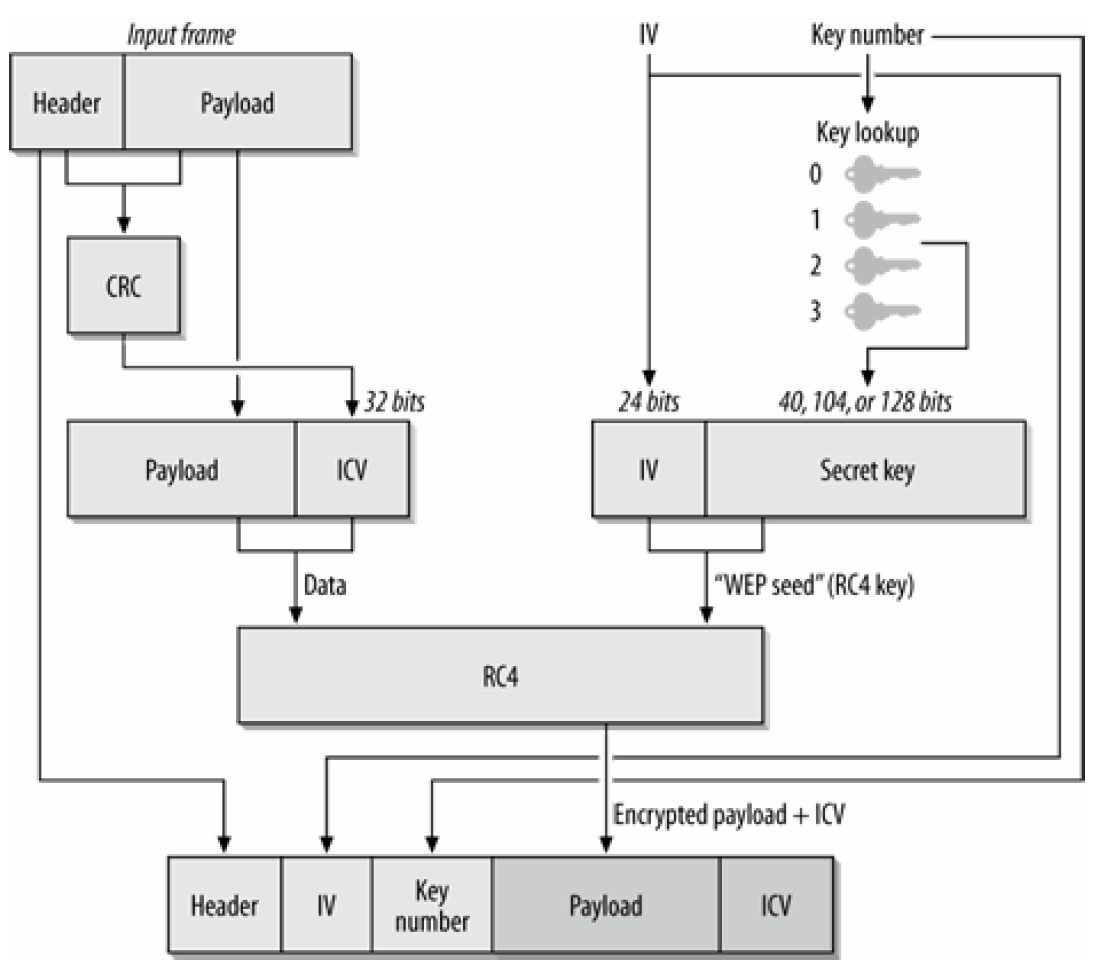 Input frame
IV
Key number
Header
Payload
Key lookup
0
1
2
3
CRC
32 bits
24 bits
40, 104, or 128 bits
Payload
ICV
IV
Secret key
Data
“WEP seed” (RC4 key)
RC4
Encrypted payload + ICV
Header
IV
Key
number
Payload
ICV